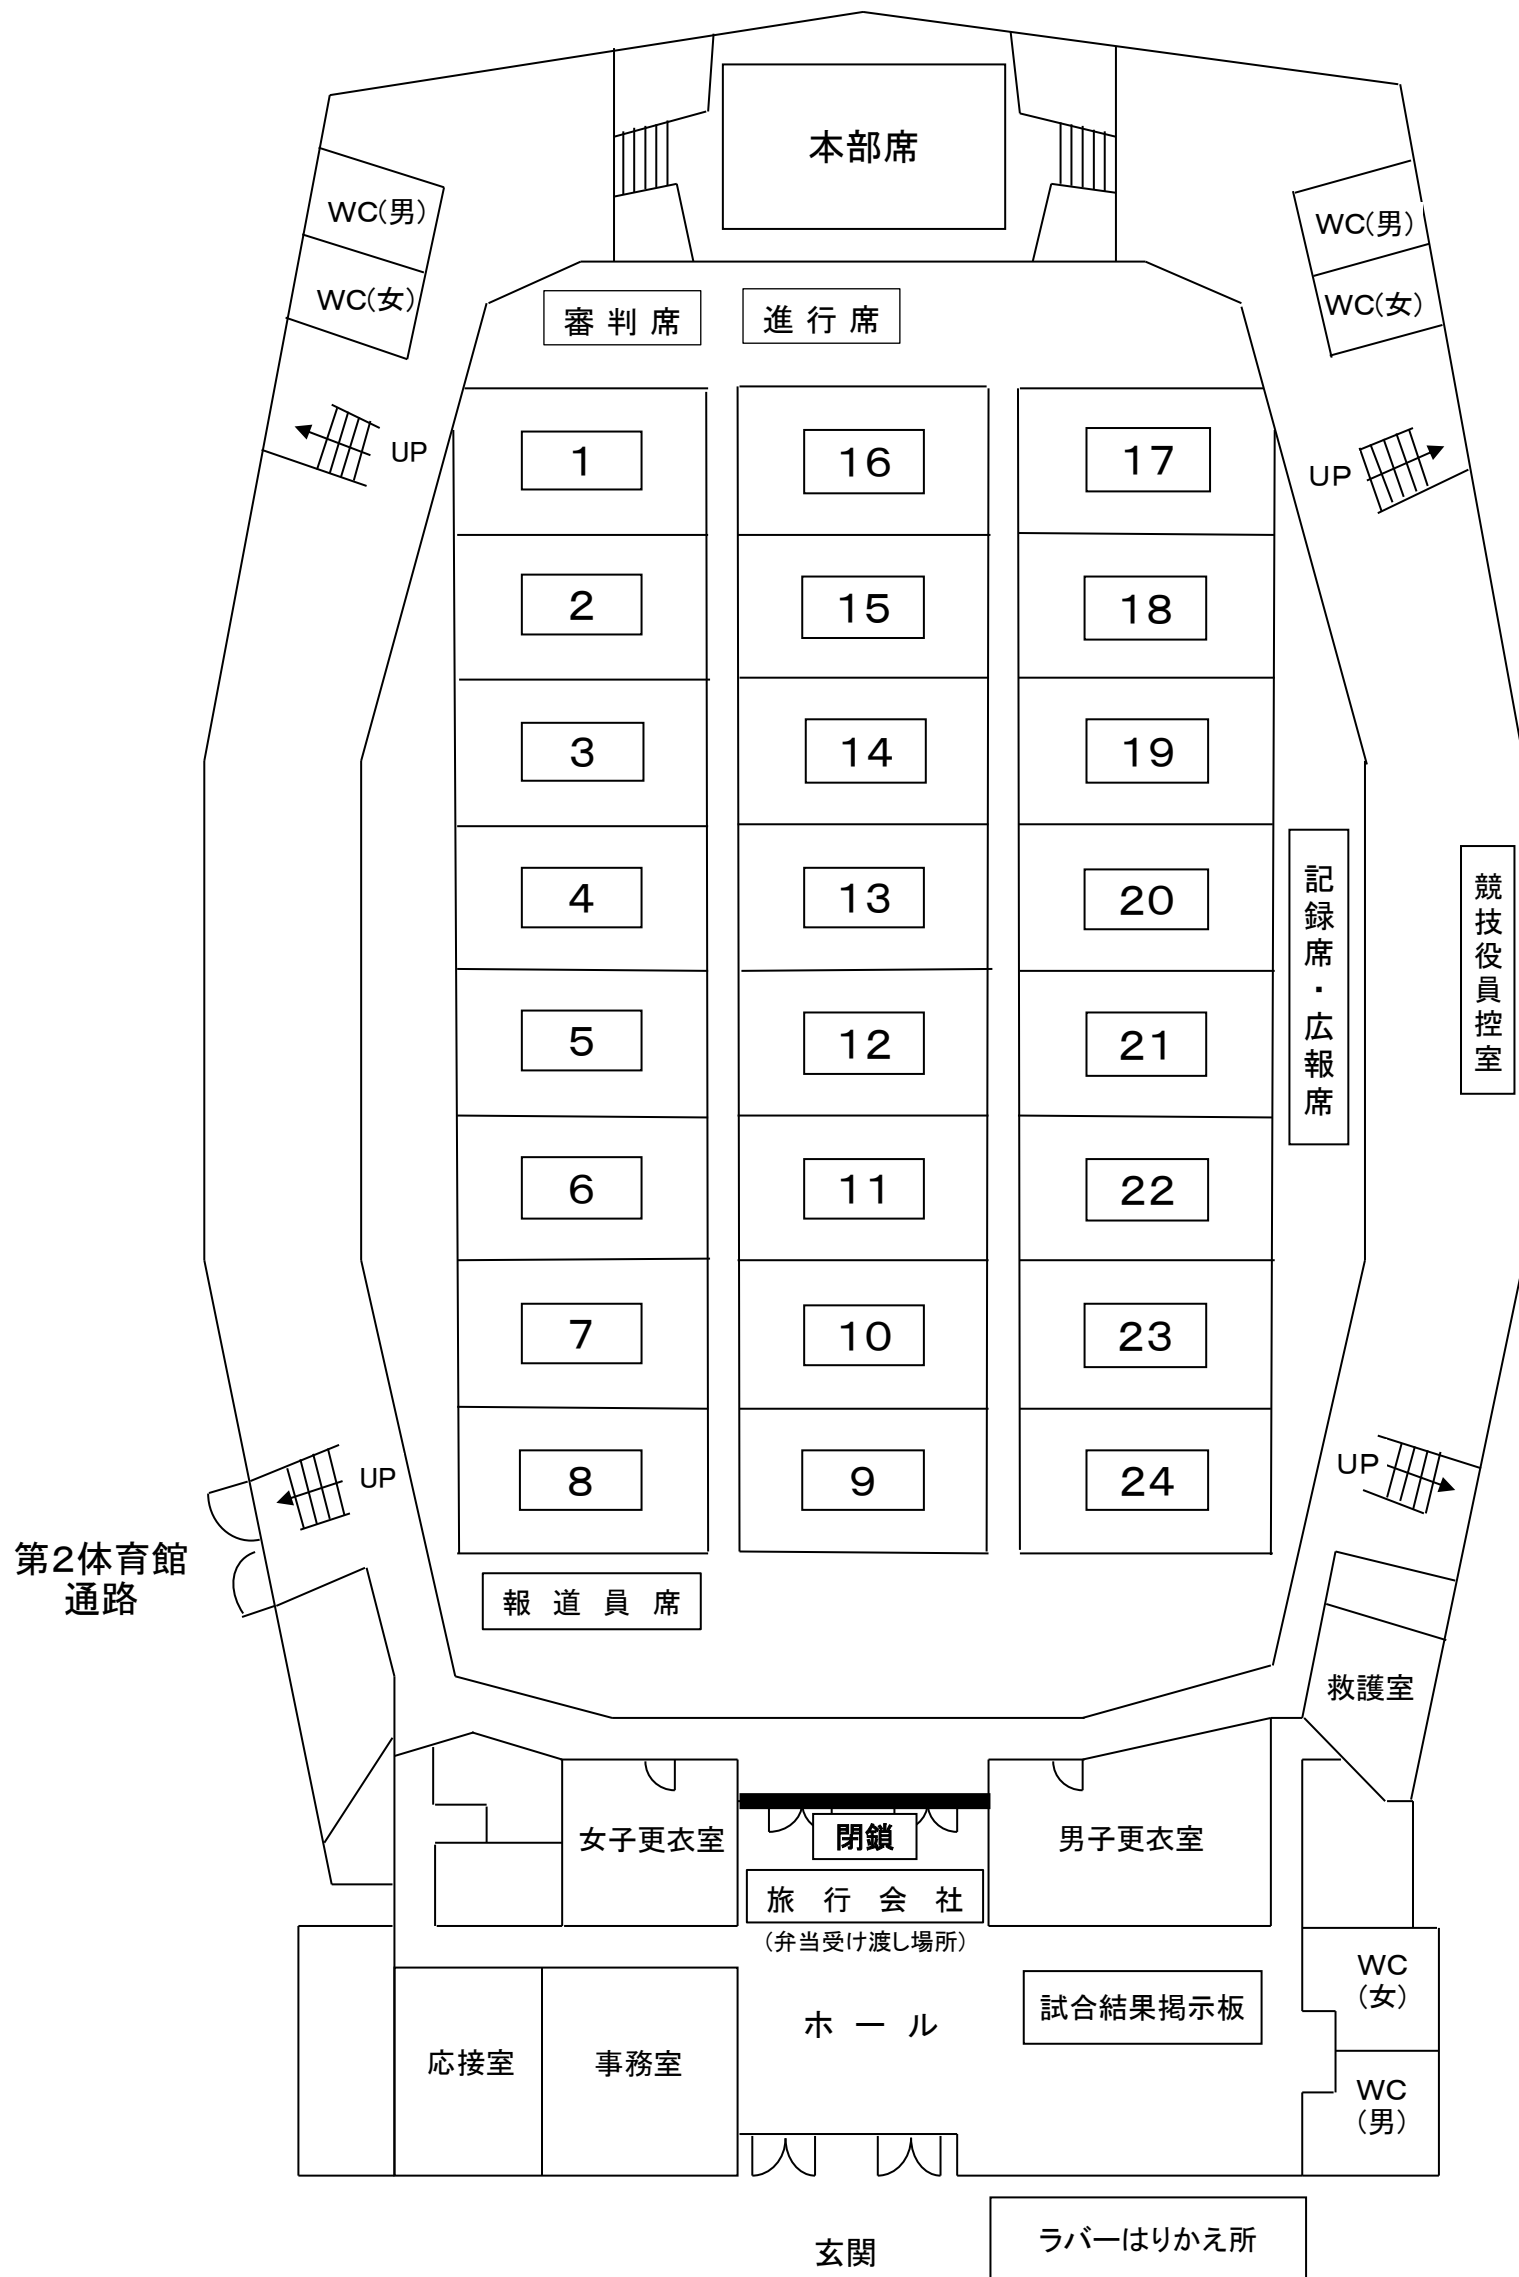 本部席
WC(男)
WC(女)
WC(男)
WC(女)
審判席
進行席
UP
UP
1
16
17
2
15
18
3
14
19
4
13
20
5
12
21
6
11
22
7
10
23
8
9
24
記録席・広報席
競技役員控室
UP
UP
第2体育館
通路
報道員席
救護室
女子更衣室
閉鎖
男子更衣室
旅行会社
(弁当受け渡し場所)
ホール
試合結果掲示板
WC
(女)
応接室
事務室
WC
(男)
玄関
ラバーはりかえ所